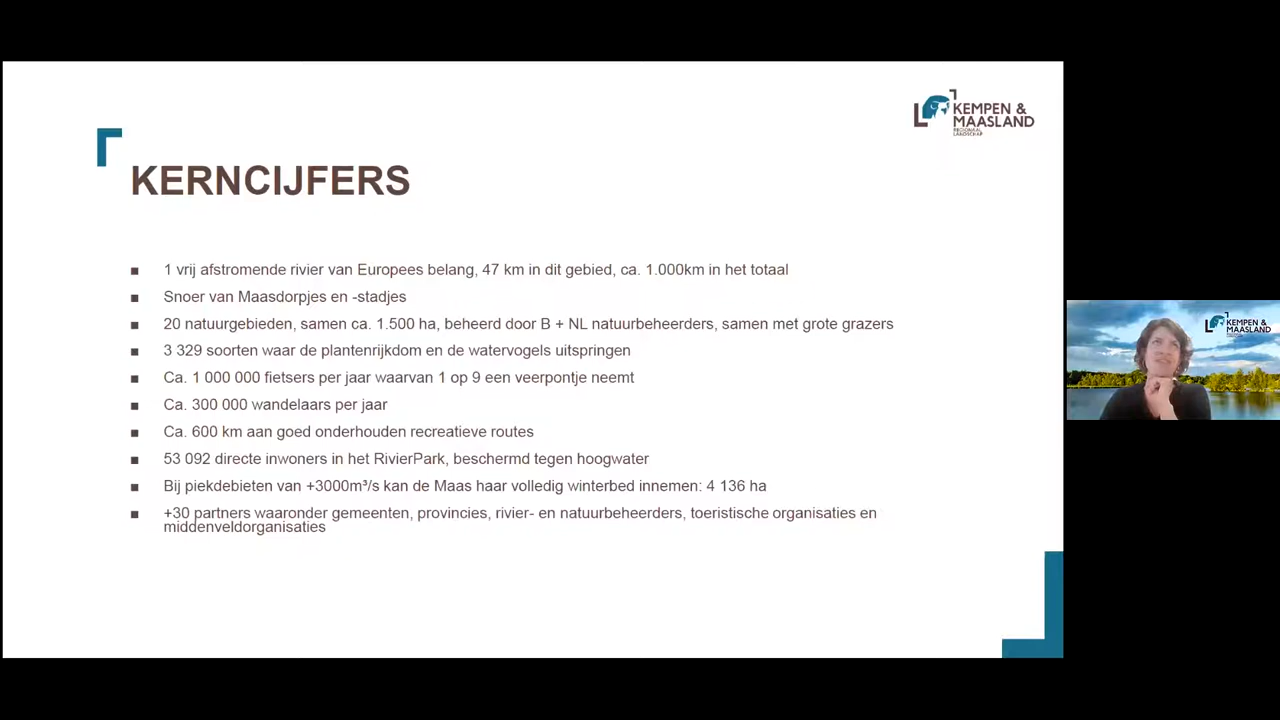 KEMPEN &
MAASLAND
REGIONAAL
LANDSCHAP
KERNCIJFERS
■ 1 vrij afstromende rivier van Europees belang, 47 km in dit gebied, ca. 1.000km in het totaal
■ Snoer van Maasdorpjes en -stadjes
■ 20 natuurgebieden, samen ca. 1.500 ha, beheerd door B + NL natuurbeheerders, samen met grote grazers
■ 3 329 soorten waar de plantenrijkdom en de watervogels uitspringen
■ Ca. 1 000 000 fietsers per jaar waarvan 1 op 9 een veerpontje neemt
■ Ca. 300 000 wandelaars per jaar
■ Ca. 600 km aan goed onderhouden recreatieve routes
■ 53 092 directe inwoners in het RivierPark, beschermd tegen hoogwater
■ Bij piekdebieten van +3000m³/s kan de Maas haar volledig winterbed innemen: 4 136 ha
■ +30 partners waaronder gemeenten, provincies, rivier- en natuurbeheerders, toeristische organisaties en
middenveldorganisaties
KEMPEN &
MAASLAND